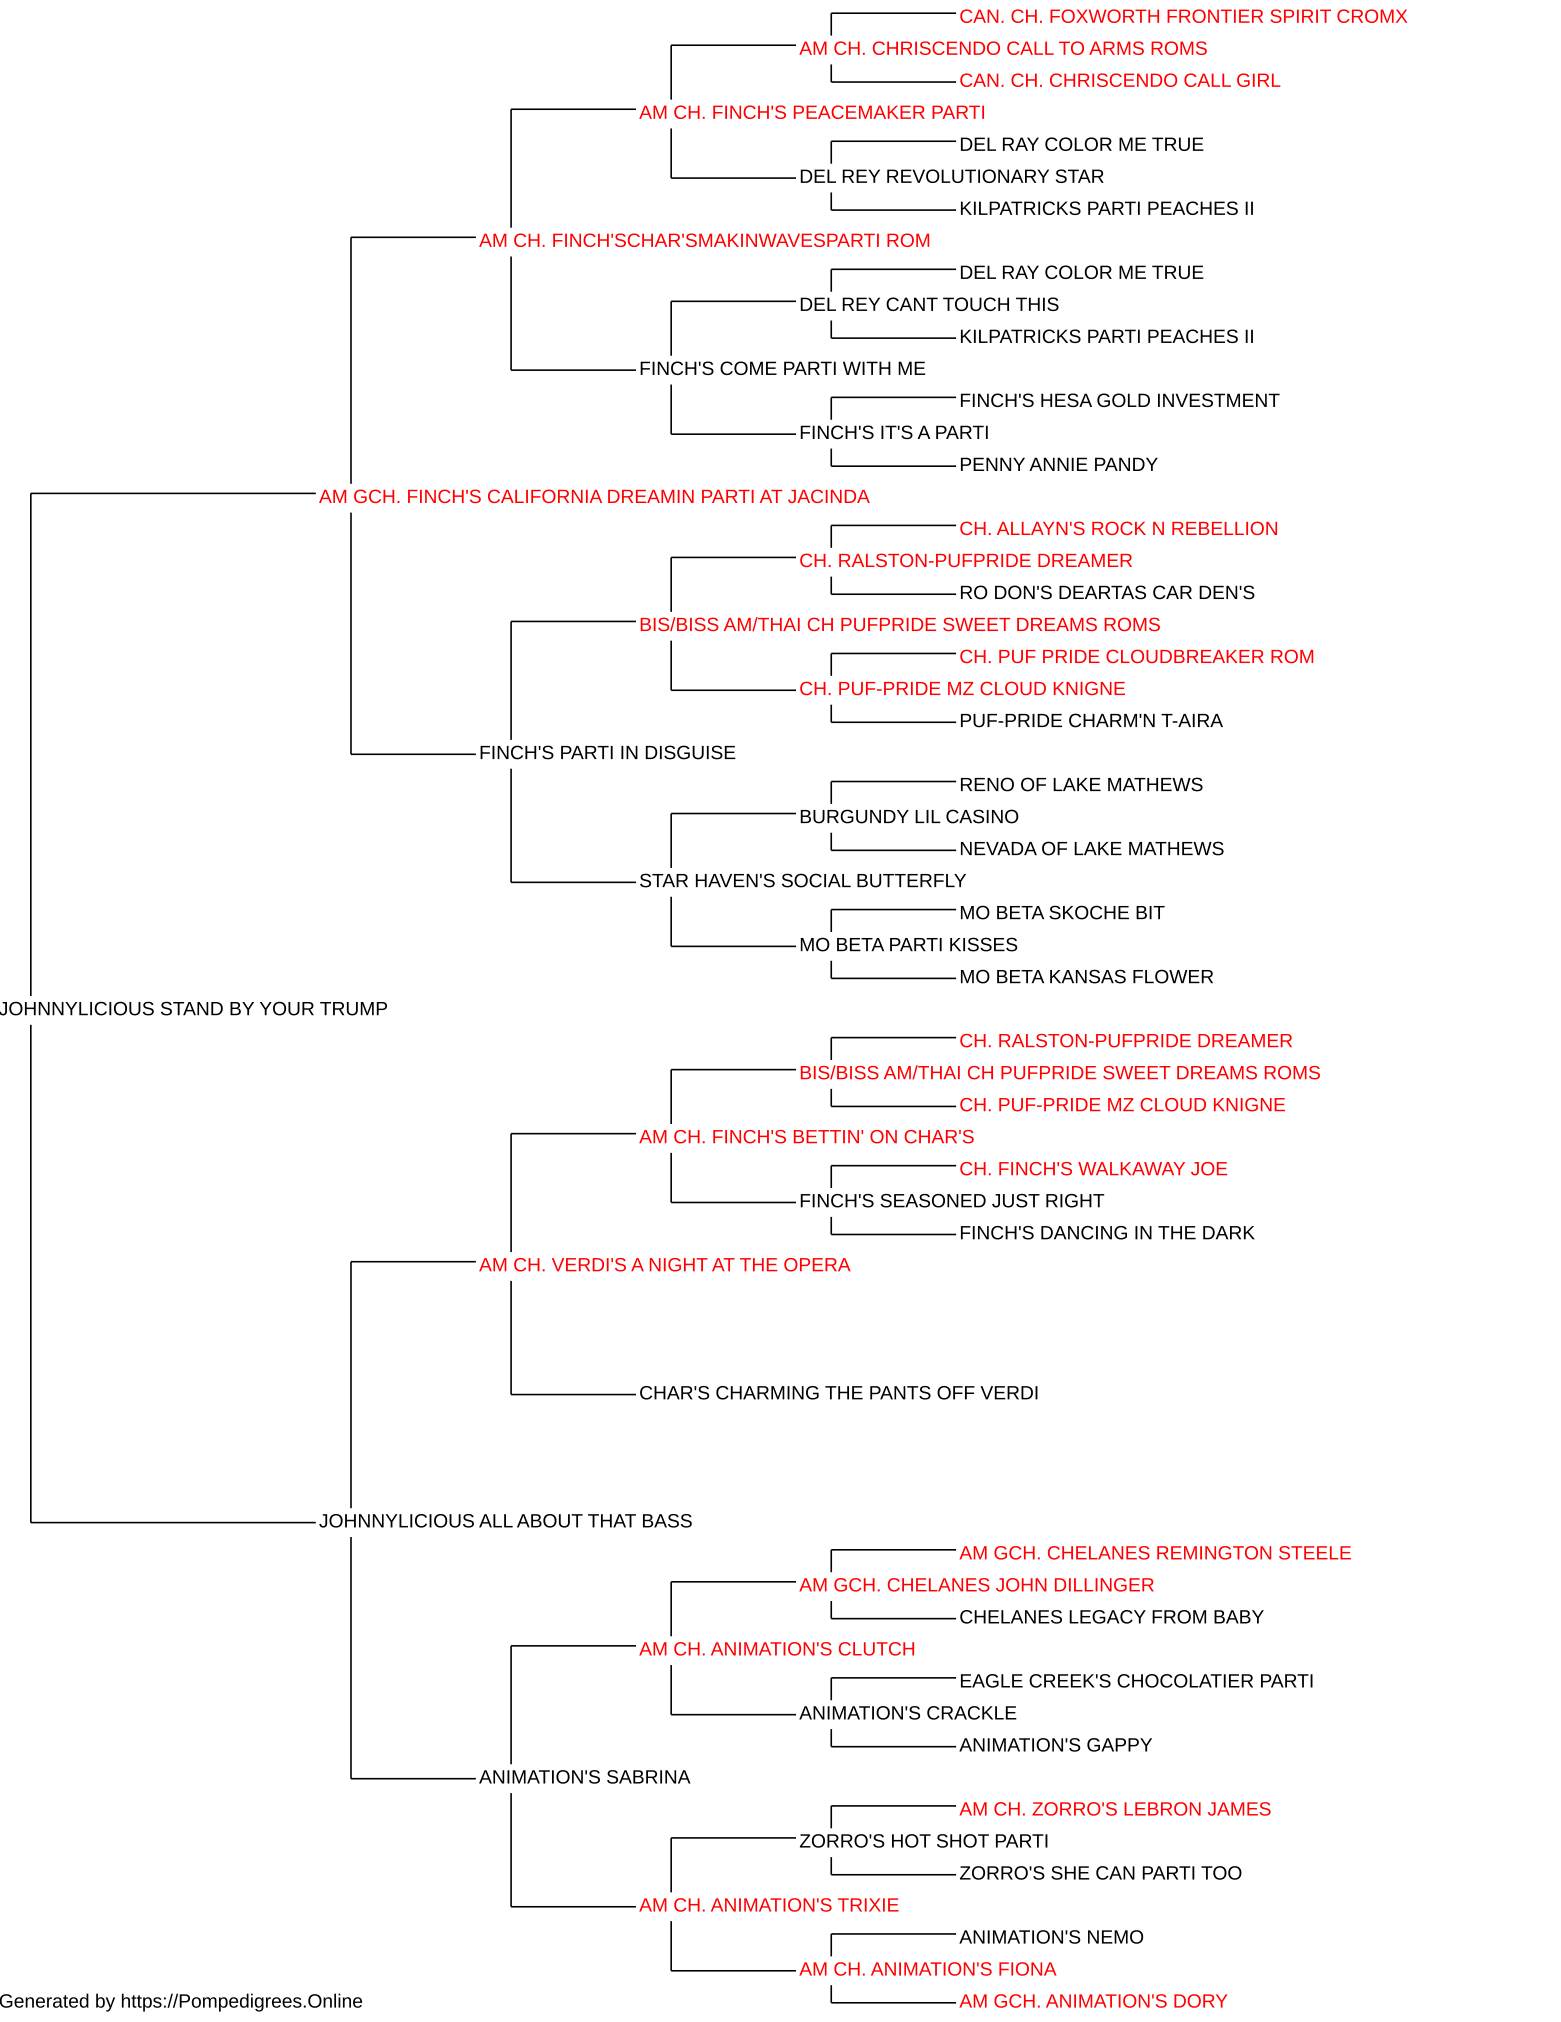 CAN. CH. FOXWORTH FRONTIER SPIRIT CROMX
AM CH. CHRISCENDO CALL TO ARMS ROMS
CAN. CH. CHRISCENDO CALL GIRL
AM CH. FINCH'S PEACEMAKER PARTI
DEL RAY COLOR ME TRUE
DEL REY REVOLUTIONARY STAR
KILPATRICKS PARTI PEACHES II
AM CH. FINCH'SCHAR'SMAKINWAVESPARTI ROM
DEL RAY COLOR ME TRUE
DEL REY CANT TOUCH THIS
KILPATRICKS PARTI PEACHES II
FINCH'S COME PARTI WITH ME
FINCH'S HESA GOLD INVESTMENT
FINCH'S IT'S A PARTI
PENNY ANNIE PANDY
AM GCH. FINCH'S CALIFORNIA DREAMIN PARTI AT JACINDA
CH. ALLAYN'S ROCK N REBELLION
CH. RALSTON-PUFPRIDE DREAMER
RO DON'S DEARTAS CAR DEN'S
BIS/BISS AM/THAI CH PUFPRIDE SWEET DREAMS ROMS
CH. PUF PRIDE CLOUDBREAKER ROM
CH. PUF-PRIDE MZ CLOUD KNIGNE
PUF-PRIDE CHARM'N T-AIRA
FINCH'S PARTI IN DISGUISE
RENO OF LAKE MATHEWS
BURGUNDY LIL CASINO
NEVADA OF LAKE MATHEWS
STAR HAVEN'S SOCIAL BUTTERFLY
MO BETA SKOCHE BIT
MO BETA PARTI KISSES
MO BETA KANSAS FLOWER
JOHNNYLICIOUS STAND BY YOUR TRUMP
CH. RALSTON-PUFPRIDE DREAMER
BIS/BISS AM/THAI CH PUFPRIDE SWEET DREAMS ROMS
CH. PUF-PRIDE MZ CLOUD KNIGNE
AM CH. FINCH'S BETTIN' ON CHAR'S
CH. FINCH'S WALKAWAY JOE
FINCH'S SEASONED JUST RIGHT
FINCH'S DANCING IN THE DARK
AM CH. VERDI'S A NIGHT AT THE OPERA
CHAR'S CHARMING THE PANTS OFF VERDI
JOHNNYLICIOUS ALL ABOUT THAT BASS
AM GCH. CHELANES REMINGTON STEELE
AM GCH. CHELANES JOHN DILLINGER
CHELANES LEGACY FROM BABY
AM CH. ANIMATION'S CLUTCH
EAGLE CREEK'S CHOCOLATIER PARTI
ANIMATION'S CRACKLE
ANIMATION'S GAPPY
ANIMATION'S SABRINA
AM CH. ZORRO'S LEBRON JAMES
ZORRO'S HOT SHOT PARTI
ZORRO'S SHE CAN PARTI TOO
AM CH. ANIMATION'S TRIXIE
ANIMATION'S NEMO
AM CH. ANIMATION'S FIONA
AM GCH. ANIMATION'S DORY
Generated by https://Pompedigrees.Online